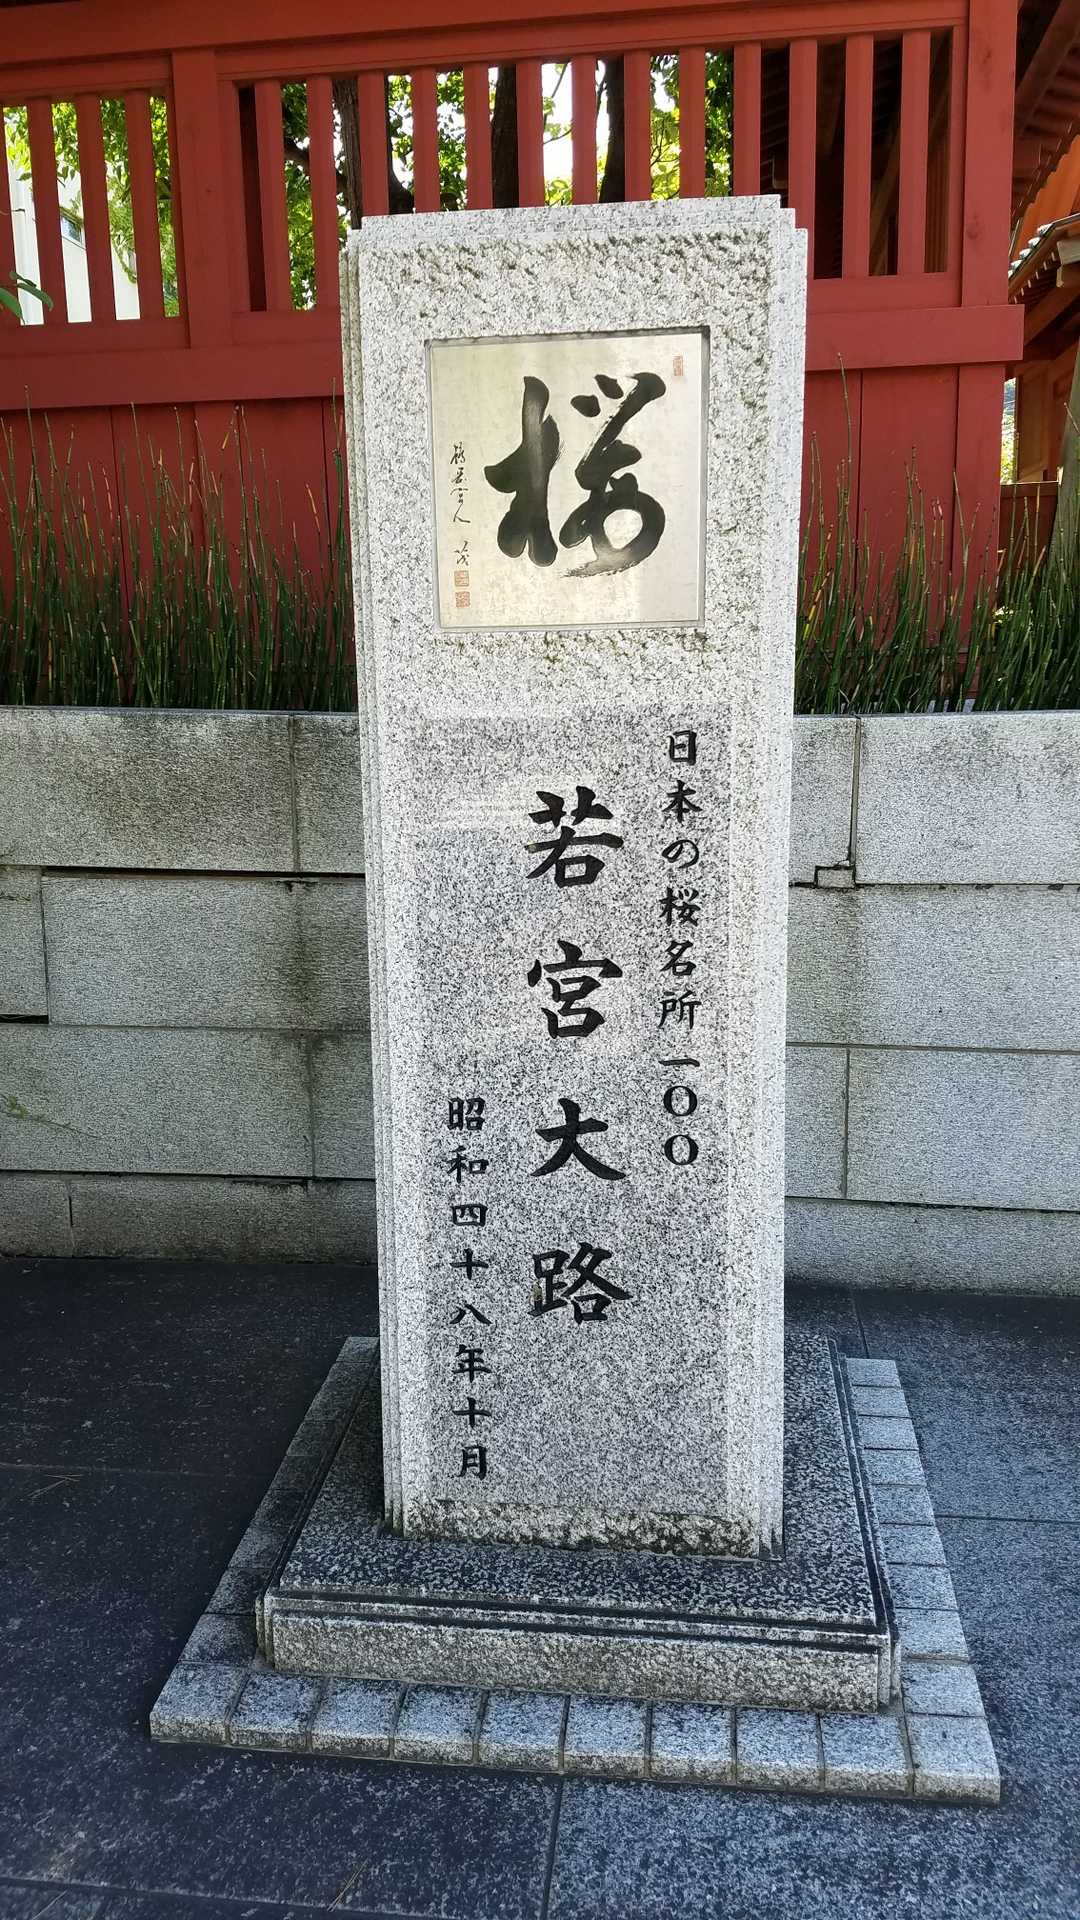 桜
日本の桜名所一〇〇
若宮大路
昭和四十八年十月